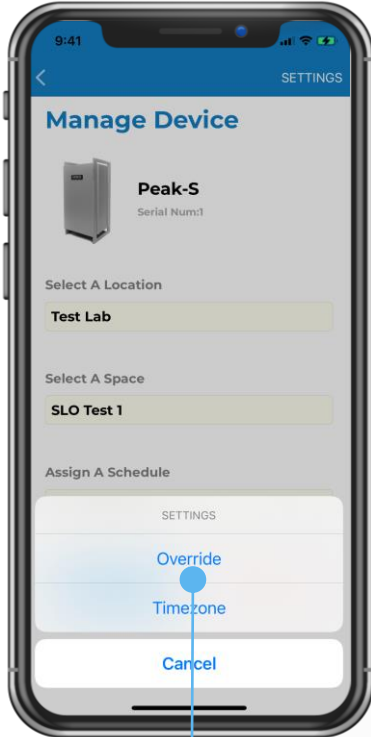 9:41
SETTINGS
Manage Device
Peak-S
Serial Num:1
Select A Location
Test Lab
Select A Space
SLO Test 1
Assign A Schedule
SETTINGS
Override
Timezone
Cancel